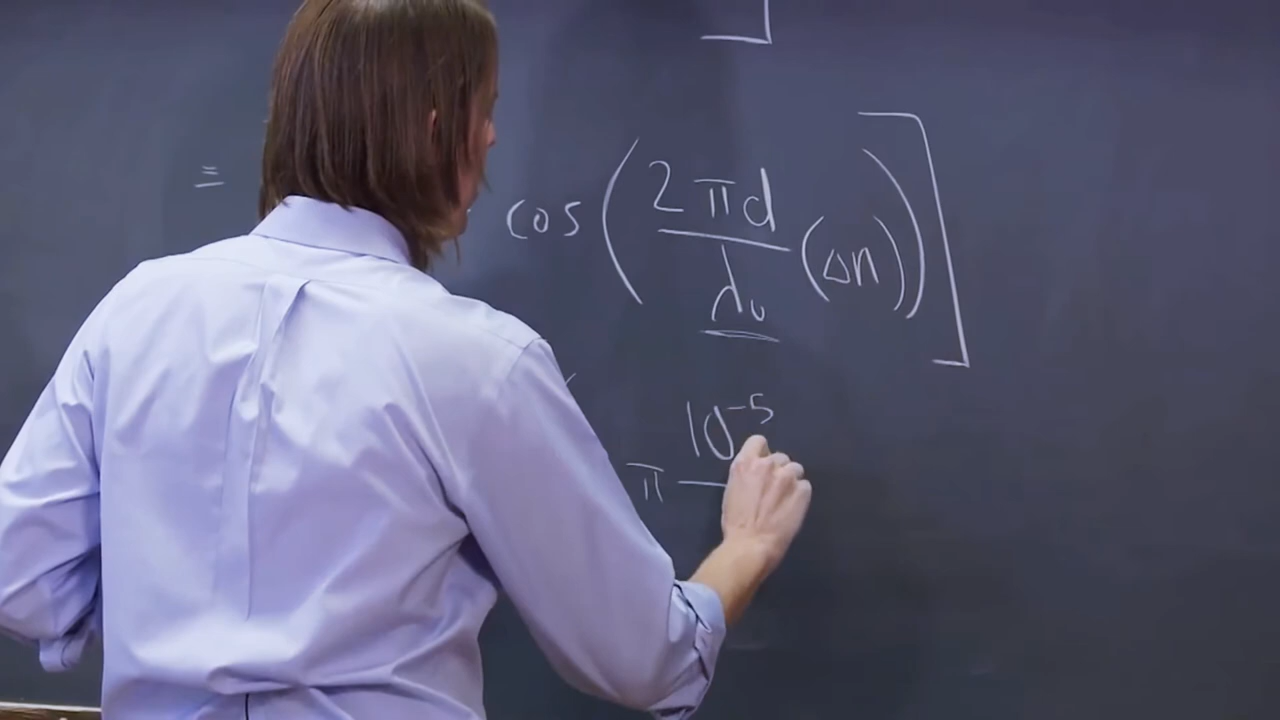 ]
= cos ( 2πd / λ₀ (Δn) ) ]
π 10⁻⁵ /